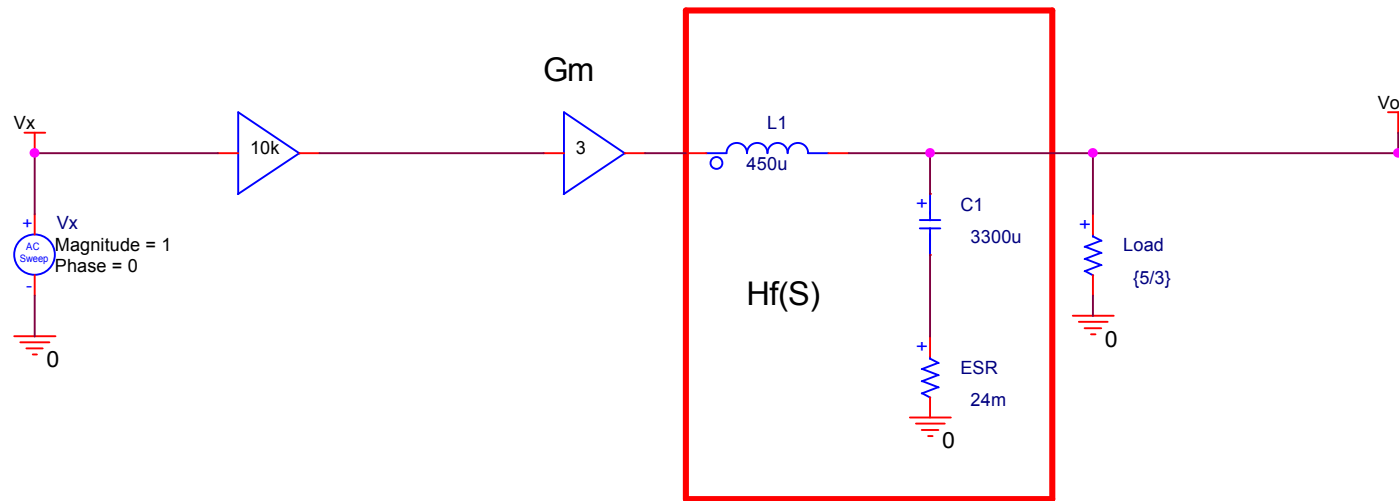 Gm
Vx
10k
3
L1
450u
Vo
+
Vx
AC
Sweep
Magnitude = 1
Phase = 0
-
0
+
C1
3300u
Hf(S)
+
ESR
24m
0
+
Load
{5/3}
0